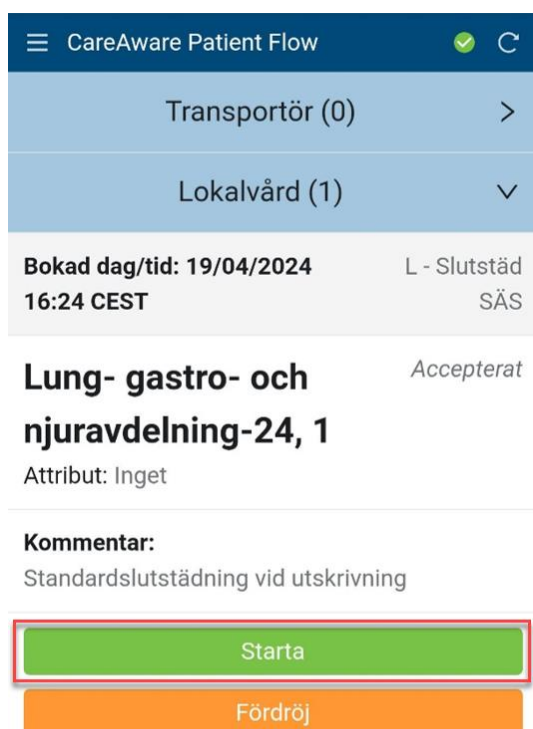 CareAware Patient Flow
Transportör (0)
Lokalvård (1)
Bokad dag/tid: 19/04/2024 L - Slutstäd
16:24 CEST SÄS
Lung- gastro- och Accepterat
njuravdelning-24, 1
Attribut: Inget
Kommentar:
Standardslutstädning vid utskrivning
Starta
Fördröj